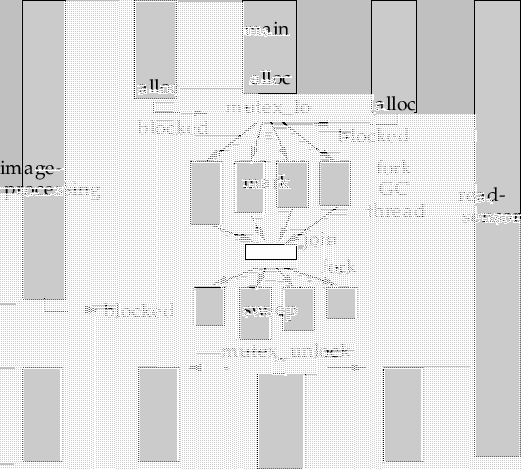 main
alloc
alloc
alloc
mutex_lo
blocked
blocked
image-
processing
mark
fork
GC
thread
read-
sensor
join
fork
blocked
sweep
mutex_unlock